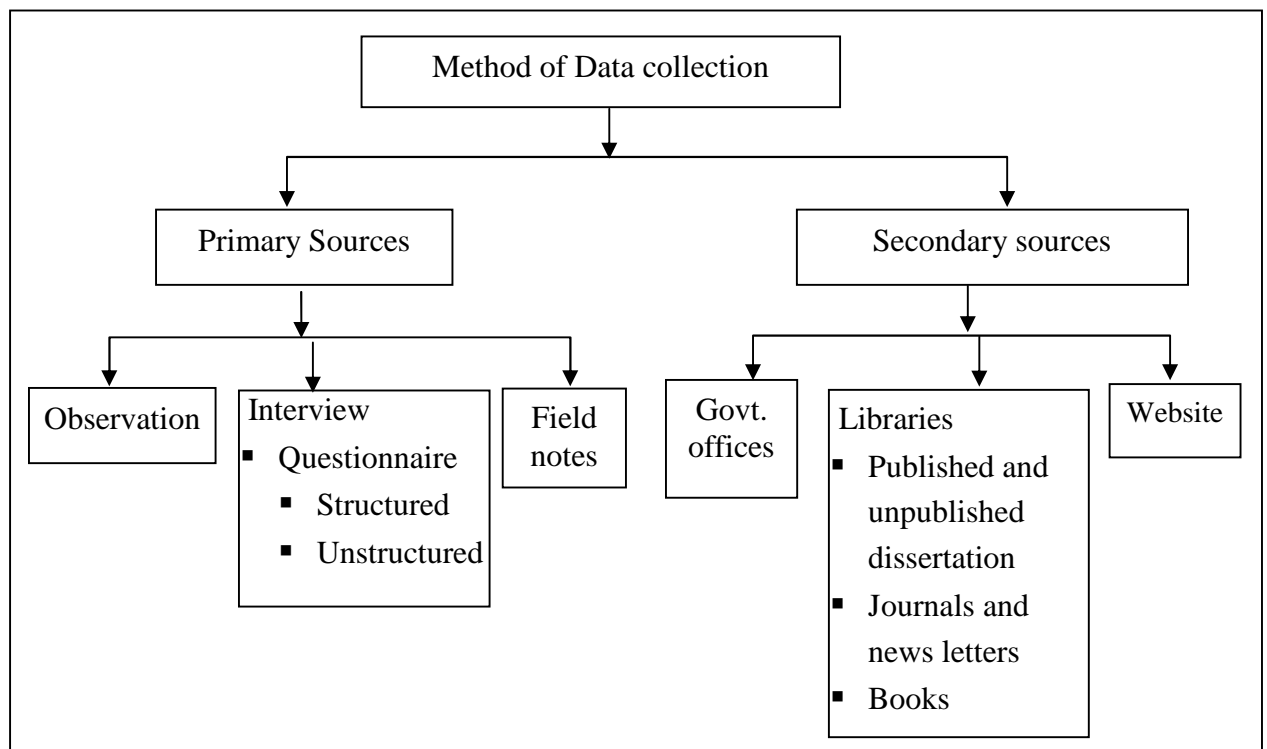 Method of Data collection
Primary Sources
Secondary sources
Observation
Interview
▪ Questionnaire
▪ Structured
▪ Unstructured
Field
notes
Govt.
offices
Libraries
▪ Published and
unpublished
dissertation
▪ Journals and
news letters
▪ Books
Website